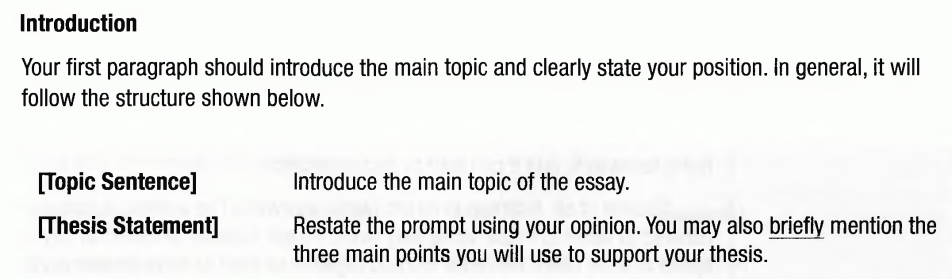 Introduction
Your first paragraph should introduce the main topic and clearly state your position. In general, it will
follow the structure shown below.
[Topic Sentence] Introduce the main topic of the essay.
[Thesis Statement] Restate the prompt using your opinion. You may also briefly mention the
three main points you will use to support your thesis.